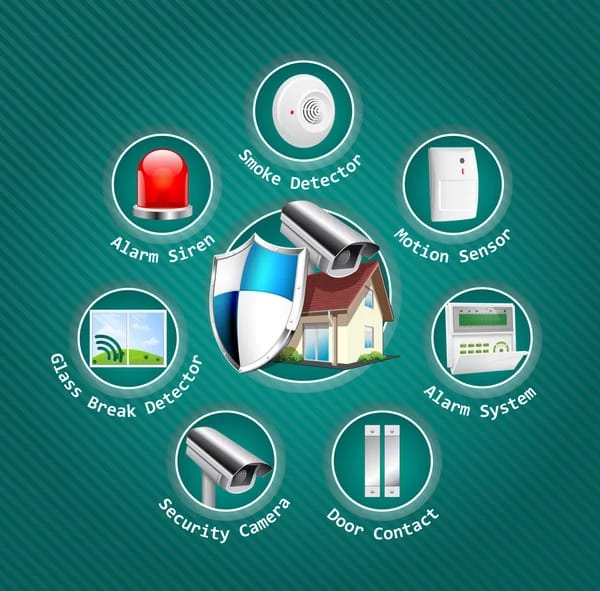 Smoke Detector
Alarm Siren
Motion Sensor
Glass Break Detector
Alarm System
Security Camera
Door Contact